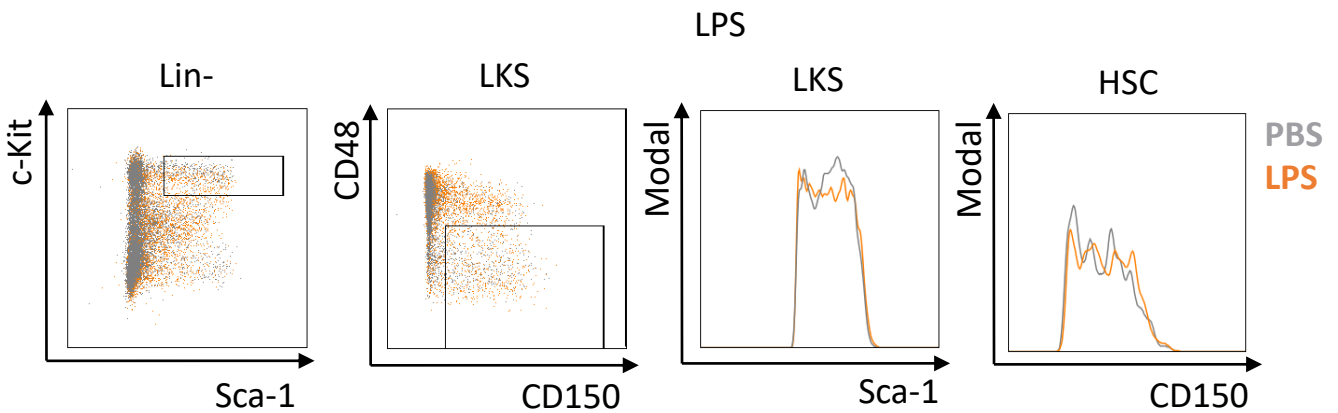 LPS
Lin-
c-Kit
Sca-1
LKS
CD48
CD150
LKS
Modal
Sca-1
HSC
Modal
CD150
PBS
LPS